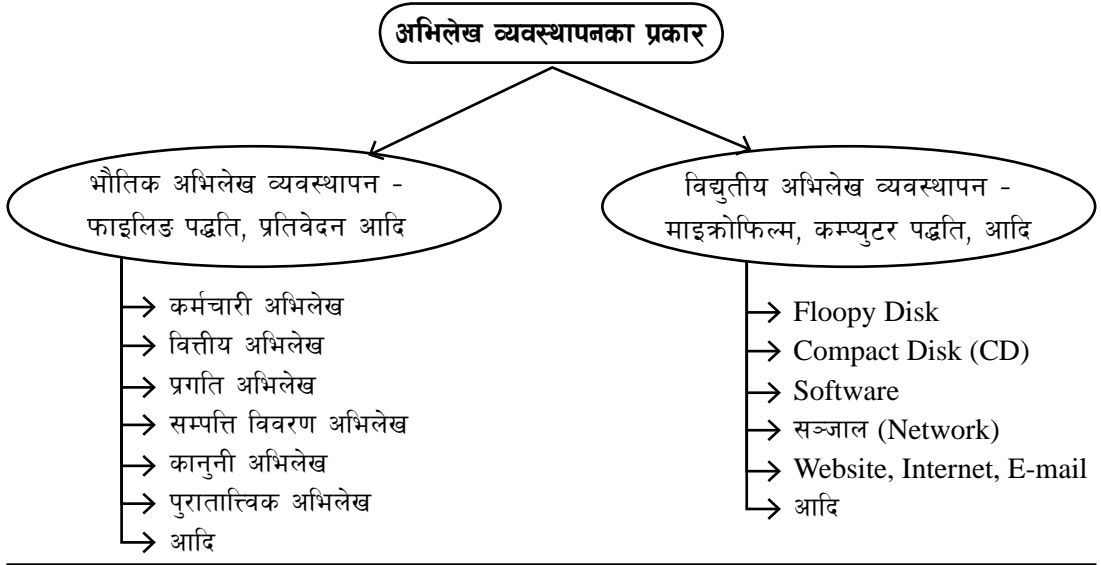 अभिलेख व्यवस्थापनका प्रकार
भौतिक अभिलेख व्यवस्थापन -
फाइलिङ पद्धति, प्रतिवेदन आदि
कर्मचारी अभिलेख
वित्तीय अभिलेख
प्रगति अभिलेख
सम्पत्ति विवरण अभिलेख
कानुनी अभिलेख
पुरातात्त्विक अभिलेख
आदि
विद्युतीय अभिलेख व्यवस्थापन -
माइक्रोफिल्म, कम्प्युटर पद्धति, आदि
Floopy Disk
Compact Disk (CD)
Software
सञ्जाल (Network)
Website, Internet, E-mail
आदि